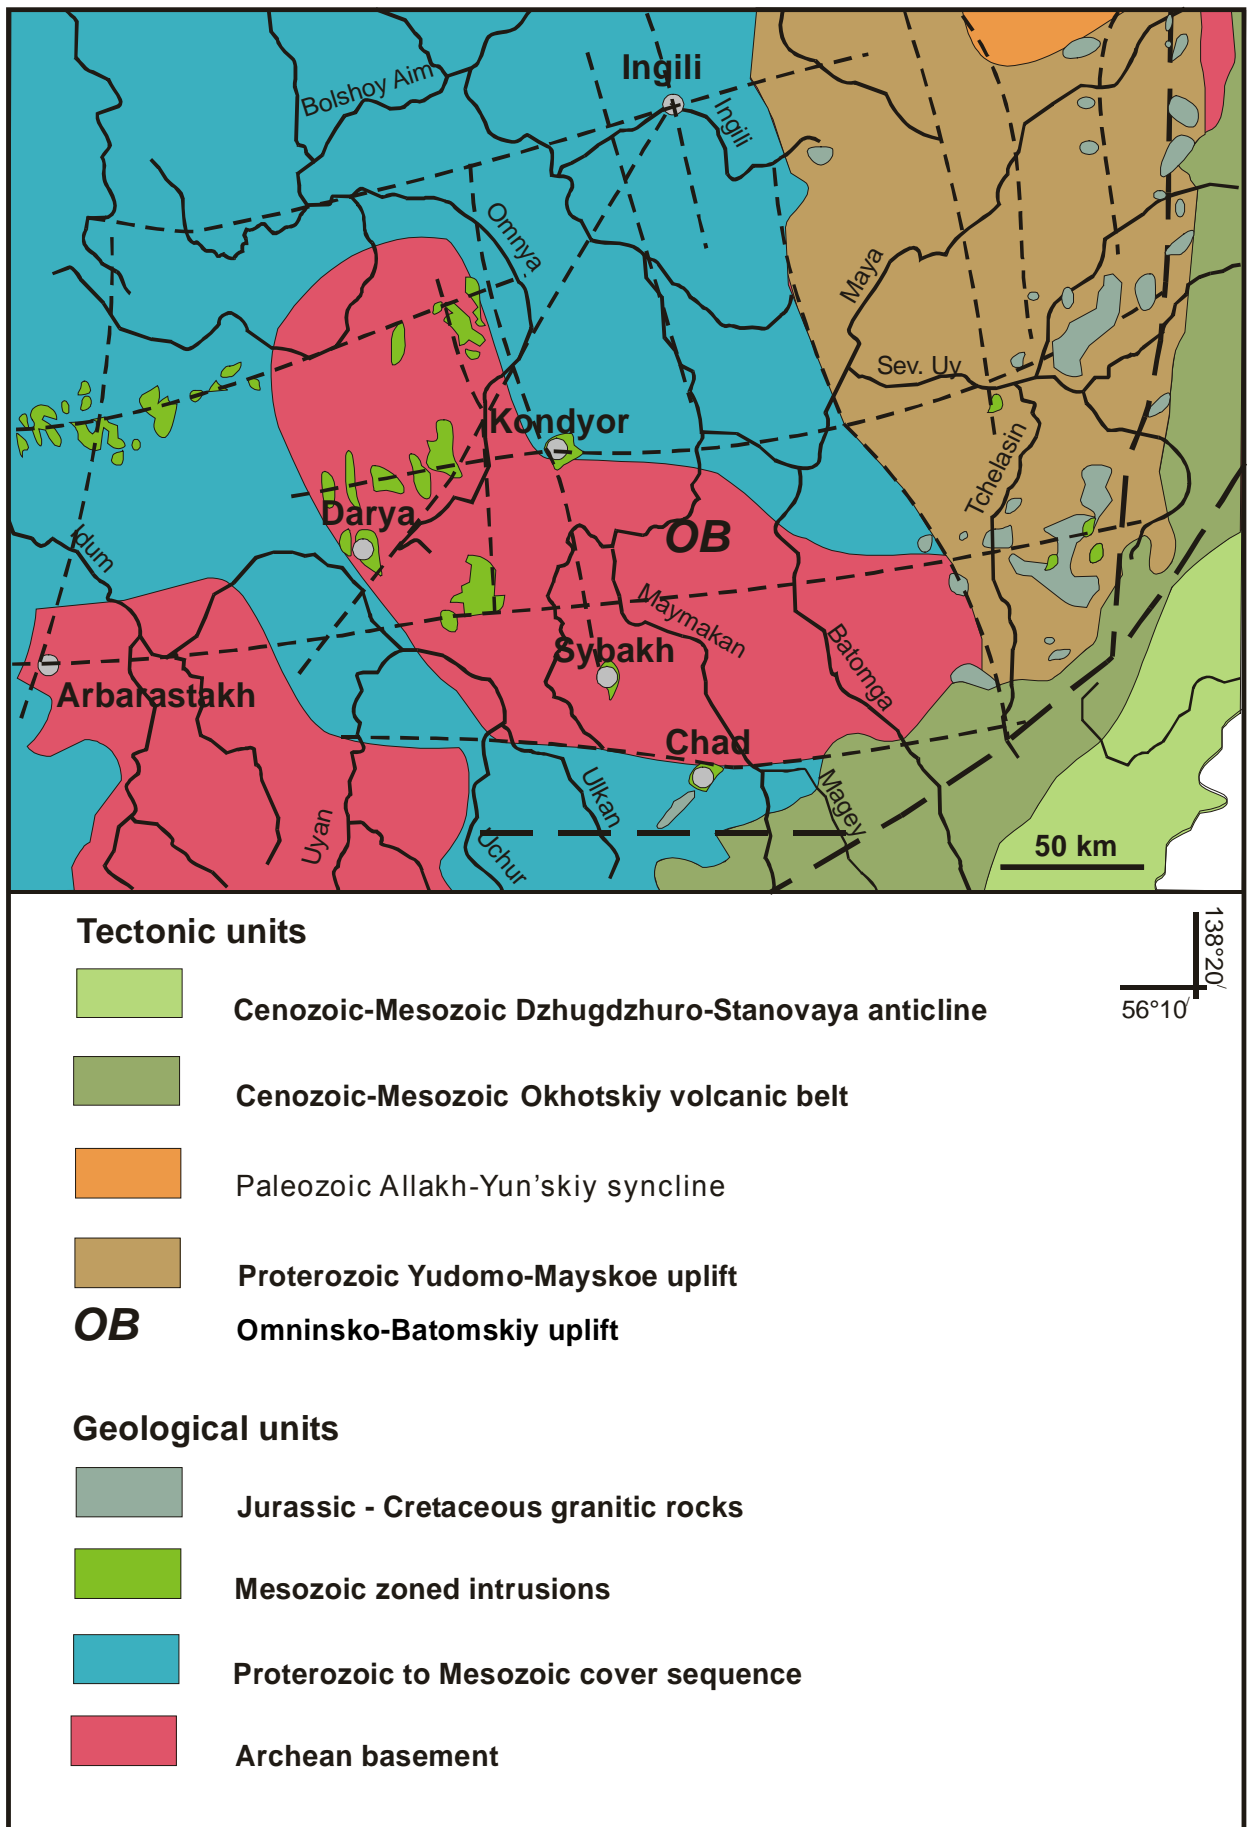 Ingili
Bolshoy Aim
Ingili
Omnya
Maya
Sev. Uy
Kondyor
Tchelasin
Darya
OB
Idum
Maymakan
Sybakh
Batomga
Arbarastakh
Chad
Ulkan
Magey
Uyan
Uchur
50 km
Tectonic units
138°20/
56°10/
Cenozoic-Mesozoic Dzhugdzhuro-Stanovaya anticline
Cenozoic-Mesozoic Okhotskiy volcanic belt
Paleozoic Allakh-Yun’skiy syncline
Proterozoic Yudomo-Mayskoe uplift
OB Omninsko-Batomskiy uplift
Geological units
Jurassic - Cretaceous granitic rocks
Mesozoic zoned intrusions
Proterozoic to Mesozoic cover sequence
Archean basement